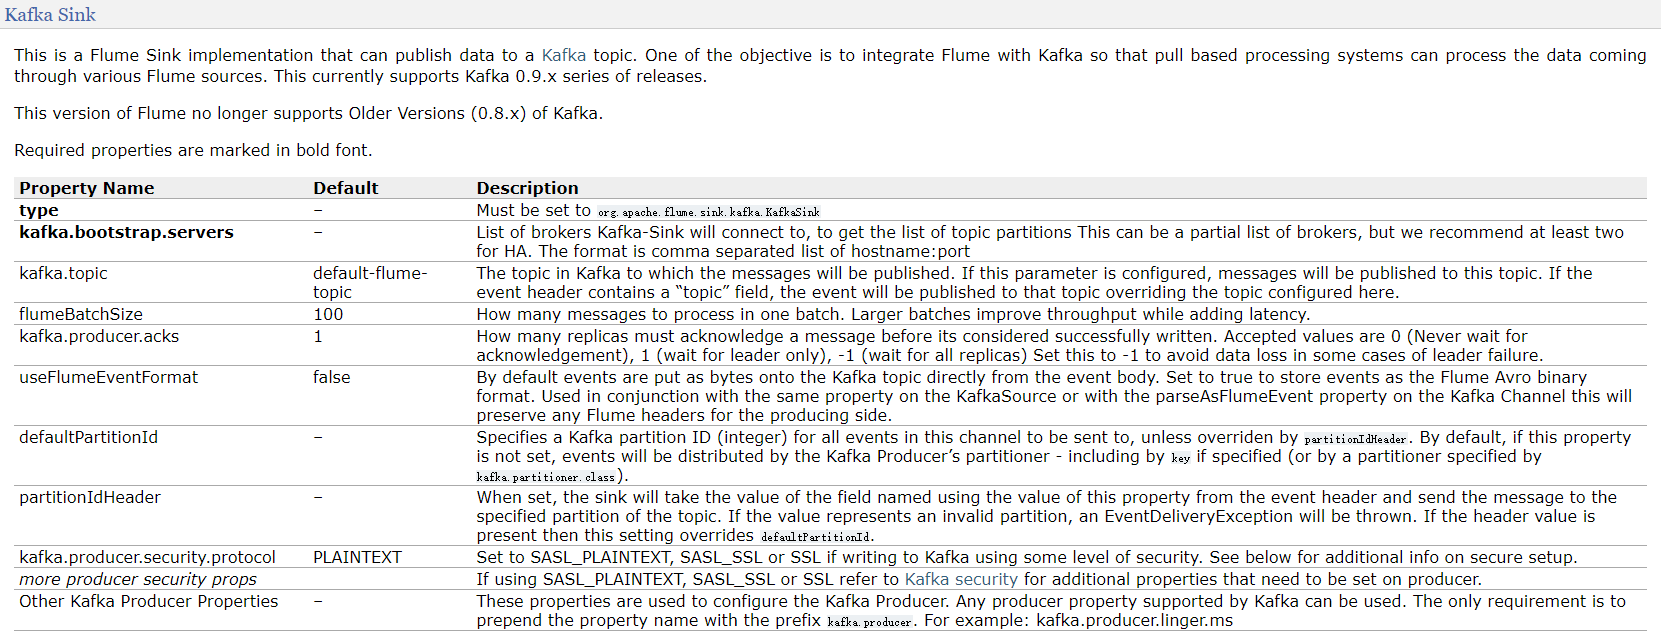 Kafka Sink
This is a Flume Sink implementation that can publish data to a Kafka topic. One of the objective is to integrate Flume with Kafka so that pull based processing systems can process the data coming
through various Flume sources. This currently supports Kafka 0.9.x series of releases.
This version of Flume no longer supports Older Versions (0.8.x) of Kafka.
Required properties are marked in bold font.
Property Name Default Description
type – Must be set to org.apache.flume.sink.kafka.KafkaSink
kafka.bootstrap.servers – List of brokers Kafka-Sink will connect to, to get the list of topic partitions This can be a partial list of brokers, but we recommend at least two
for HA. The format is comma separated list of hostname:port
kafka.topic default-flume- The topic in Kafka to which the messages will be published. If this parameter is configured, messages will be published to this topic. If the
topic event header contains a “topic” field, the event will be published to that topic overriding the topic configured here.
flumeBatchSize 100 How many messages to process in one batch. Larger batches improve throughput while adding latency.
kafka.producer.acks 1 How many replicas must acknowledge a message before its considered successfully written. Accepted values are 0 (Never wait for
acknowledgement), 1 (wait for leader only), -1 (wait for all replicas) Set this to -1 to avoid data loss in some cases of leader failure.
useFlumeEventFormat false By default events are put as bytes onto the Kafka topic directly from the event body. Set to true to store events as the Flume Avro binary
format. Used in conjunction with the same property on the KafkaSource or with the parseAsFlumeEvent property on the Kafka Channel this will
preserve any Flume headers for the producing side.
defaultPartitionId – Specifies a Kafka partition ID (integer) for all events in this channel to be sent to, unless overriden by partitionIdHeader. By default, if this property
is not set, events will be distributed by the Kafka Producer’s partitioner - including by key if specified (or by a partitioner specified by
kafka.partitioner.class).
partitionIdHeader – When set, the sink will take the value of the field named using the value of this property from the event header and send the message to the
specified partition of the topic. If the value represents an invalid partition, an EventDeliveryException will be thrown. If the header value is
present then this setting overrides defaultPartitionId.
kafka.producer.security.protocol PLAINTEXT Set to SASL_PLAINTEXT, SASL_SSL or SSL if writing to Kafka using some level of security. See below for additional info on secure setup.
more producer security props If using SASL_PLAINTEXT, SASL_SSL or SSL refer to Kafka security for additional properties that need to be set on producer.
Other Kafka Producer Properties – These properties are used to configure the Kafka Producer. Any producer property supported by Kafka can be used. The only requirement is to
prepend the property name with the prefix kafka.producer. For example: kafka.producer.linger.ms